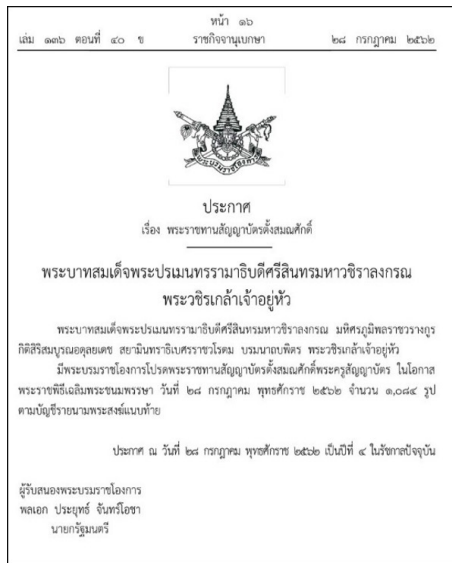 หน้า ๑๖
เล่ม ๑๓๖ ตอนที่ ๔๐ ข ราชกิจจานุเบกษา ๒๘ กรกฎาคม ๒๕๖๒
พระบรมราชโองการ
ประกาศ
เรื่อง พระราชทานสัญญาบัตรตั้งสมณศักดิ์
พระบาทสมเด็จพระปรเมนทรรามาธิบดีศรีสินทรมหาวชิราลงกรณ
พระวชิรเกล้าเจ้าอยู่หัว
พระบาทสมเด็จพระปรเมนทรรามาธิบดีศรีสินทรมหาวชิราลงกรณ มหิศรภูมิพลราชวรางกูร
กิติสิริสมบูรณอดุลยเดช สยามินทราธิเบศรราชวโรดม บรมนาถบพิตร พระวชิรเกล้าเจ้าอยู่หัว
มีพระบรมราชโองการโปรดพระราชทานสัญญาบัตรตั้งสมณศักดิ์พระครูสัญญาบัตร ในโอกาส
พระราชพิธีเฉลิมพระชนมพรรษา วันที่ ๒๘ กรกฎาคม พุทธศักราช ๒๕๖๒ จำนวน ๑,๐๘๔ รูป
ตามบัญชีรายนามพระสงฆ์แนบท้าย
ประกาศ ณ วันที่ ๒๘ กรกฎาคม พุทธศักราช ๒๕๖๒ เป็นปีที่ ๔ ในรัชกาลปัจจุบัน
ผู้รับสนองพระบรมราชโองการ
พลเอก ประยุทธ์ จันทร์โอชา
นายกรัฐมนตรี